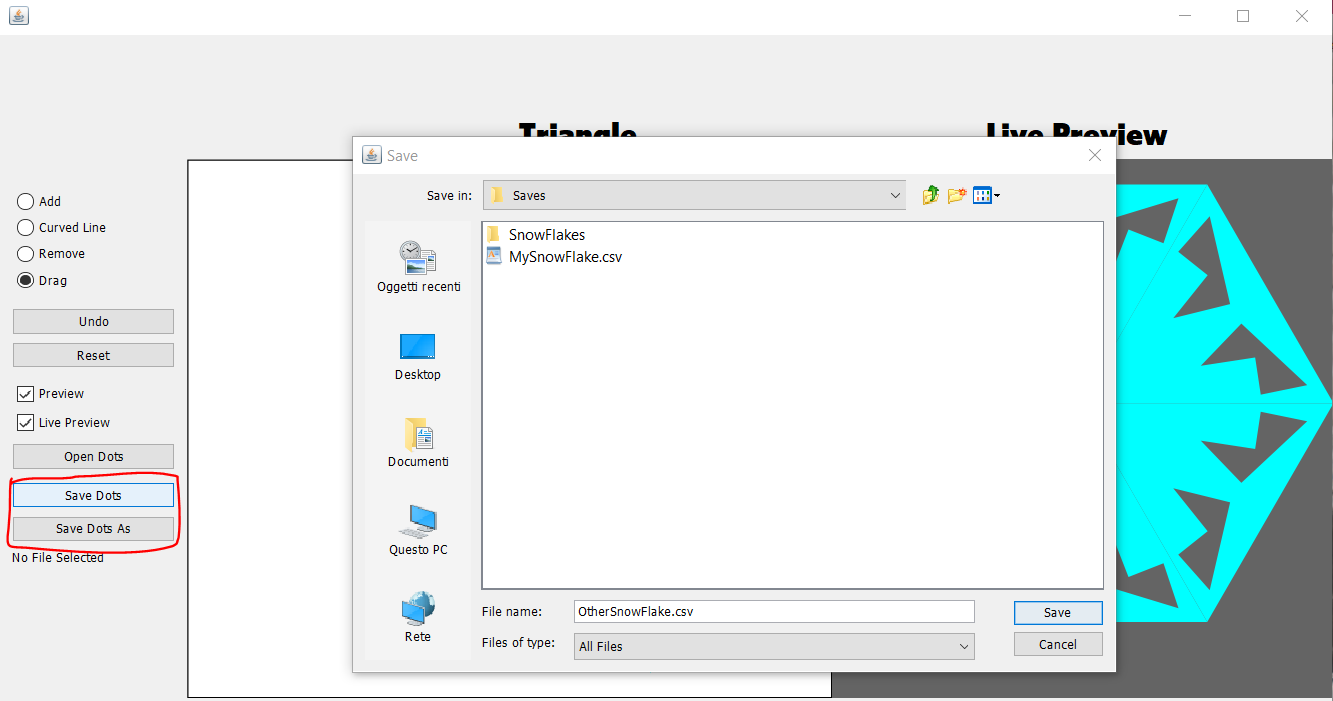 Triangle
Live Preview
Add
Curved Line
Remove
Drag
Undo
Reset
Preview
Live Preview
Open Dots
Save Dots
Save Dots As
No File Selected
Save
Save in:
Saves
Oggetti recenti
Desktop
Documenti
Questo PC
Rete
SnowFlakes
MySnowFlake.csv
File name:
OtherSnowFlake.csv
Save
Files of type:
All Files
Cancel